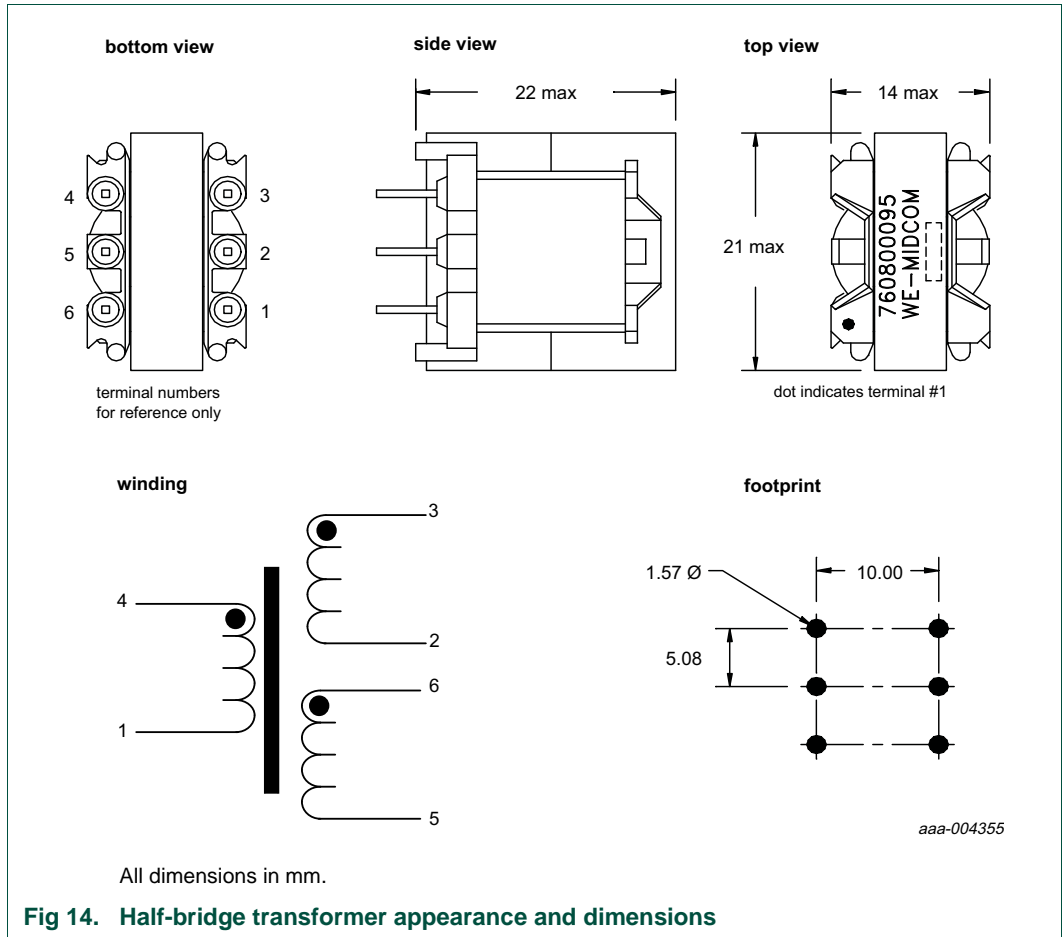 bottom view
side view
top view
22 max
14 max
4
3
5
2
6
1
21 max
760800095
WE-MIDCOM
terminal numbers
for reference only
dot indicates terminal #1
winding
footprint
3
4
2
6
1
5
1.57 Ø
10.00
5.08
aaa-004355
All dimensions in mm.
Fig 14. Half-bridge transformer appearance and dimensions